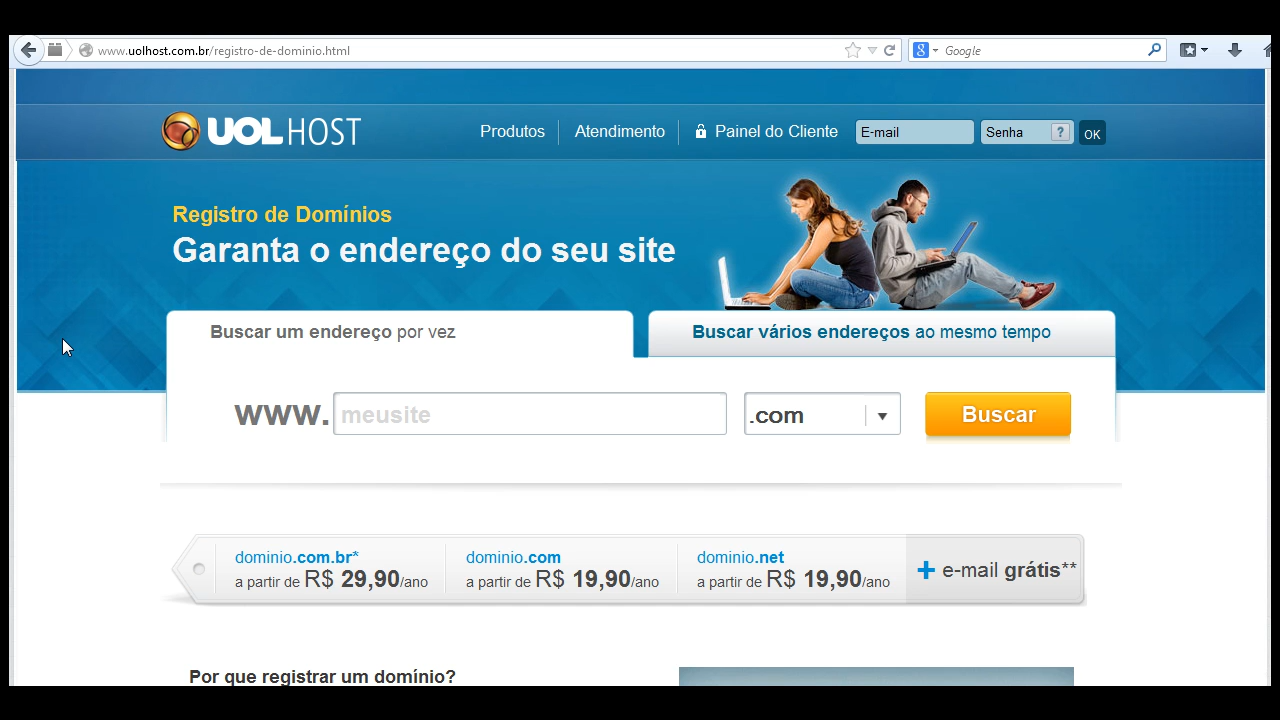 www.uolhost.com.br/registro-de-dominio.html
8
Google
UOL HOST
Produtos
Atendimento
Painel do Cliente
E-mail
Senha
?
OK
Registro de Domínios
Garanta o endereço do seu site
Buscar um endereço por vez
Buscar vários endereços ao mesmo tempo
www.
meusite
.com
Buscar
dominio.com.br*
a partir de R$ 29,90/ano
dominio.com
a partir de R$ 19,90/ano
dominio.net
a partir de R$ 19,90/ano
+ e-mail grátis**
Por que registrar um domínio?